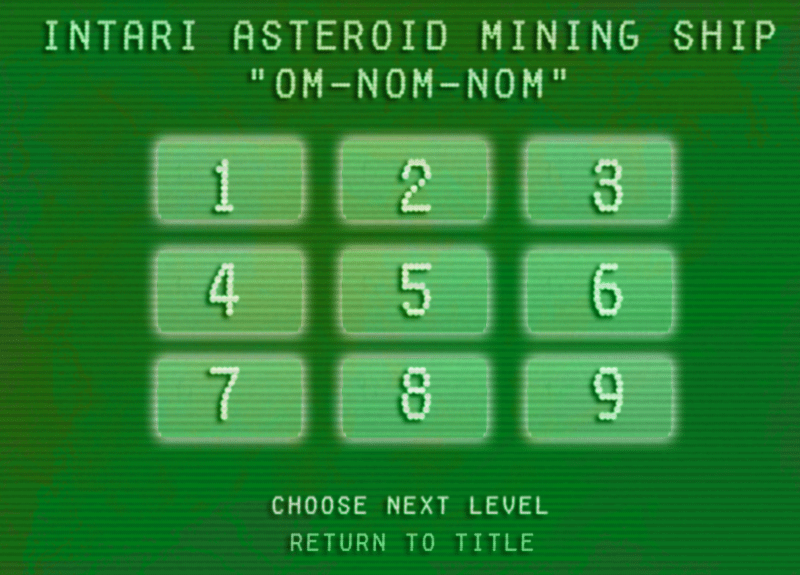 INTARI ASTEROID MINING SHIP
"OM-NOM-NOM"
1 2 3
4 5 6
7 8 9
CHOOSE NEXT LEVEL
RETURN TO TITLE